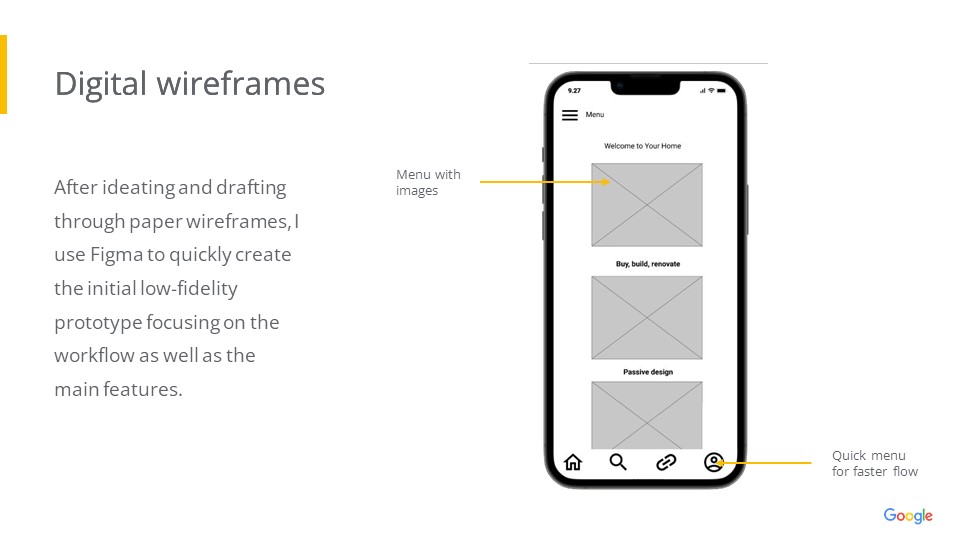 Digital wireframes
After ideating and drafting
through paper wireframes, I
use Figma to quickly create
the initial low-fidelity
prototype focusing on the
workflow as well as the
main features.
Menu with
images
9.27
Menu
Welcome to Your Home
Buy, build, renovate
Passive design
Quick menu
for faster flow
Google